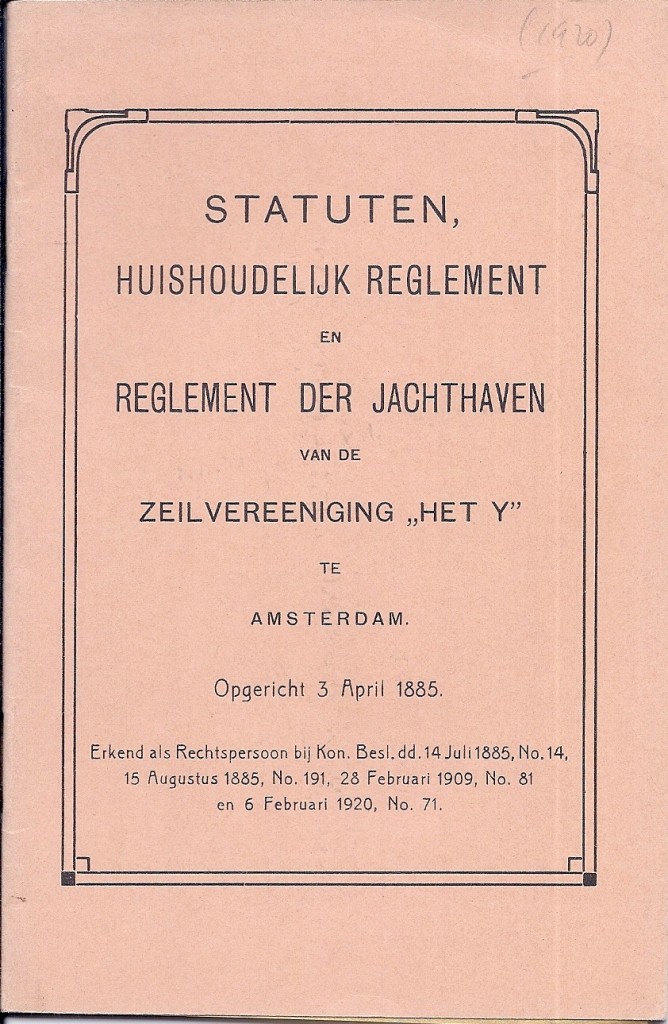 (1920)
STATUTEN,
HUISHOUDELIJK REGLEMENT
EN
REGLEMENT DER JACHTHAVEN
VAN DE
ZEILVEREENIGING „HET Y”
TE
AMSTERDAM.
Opgericht 3 April 1885.
Erkend als Rechtspersoon bij Kon. Besl. dd. 14 Juli 1885, No. 14,
15 Augustus 1885, No. 191, 28 Februari 1909, No. 81
en 6 Februari 1920, No. 71.